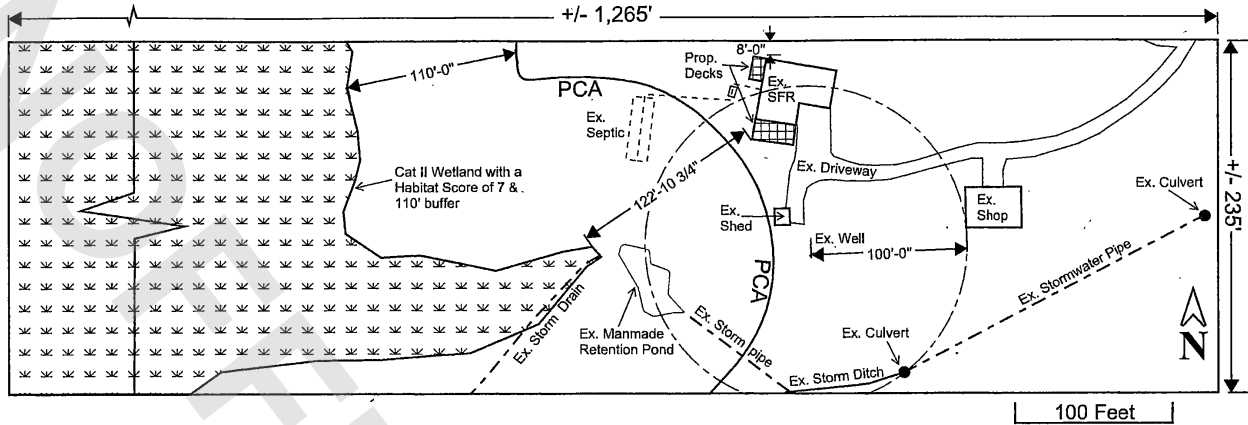 +/- 1,265'
8'-0"
Prop.
Decks
110'-0"
PCA
Ex.
SFR
Ex.
Septic
Cat II Wetland with a
Habitat Score of 7 &
110' buffer
122'-10 3/4"
Ex. Driveway
Ex. Culvert
+/- 235'
Ex.
Shop
Ex.
Shed
Ex. Well
100'-0"
PCA
Ex. Stormwater Pipe
Ex. Storm Drain
Ex. Manmade
Retention Pond
Ex. Storm pipe
Ex. Culvert
N
Ex. Storm Ditch
100 Feet